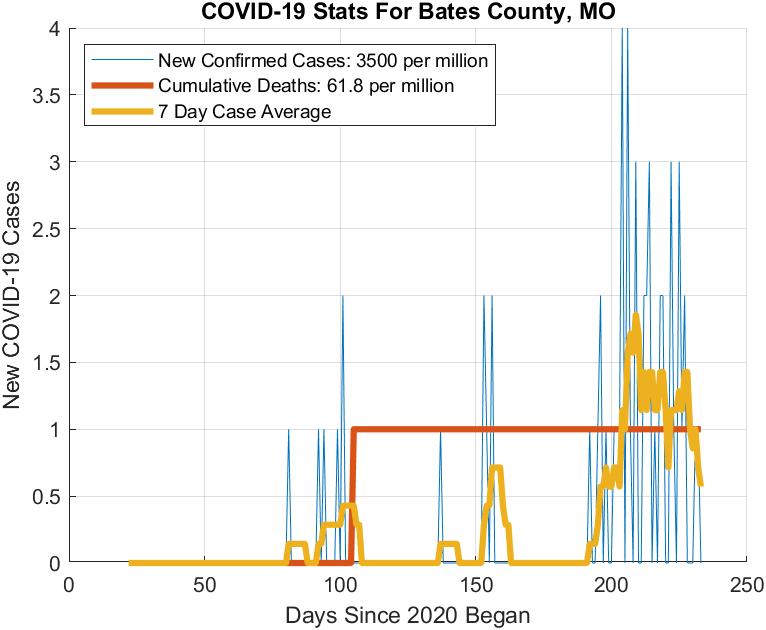 COVID-19 Stats For Bates County, MO
New Confirmed Cases: 3500 per million
Cumulative Deaths: 61.8 per million
7 Day Case Average
New COVID-19 Cases
4
3.5
3
2.5
2
1.5
1
0.5
0
0 50 100 150 200 250
Days Since 2020 Began